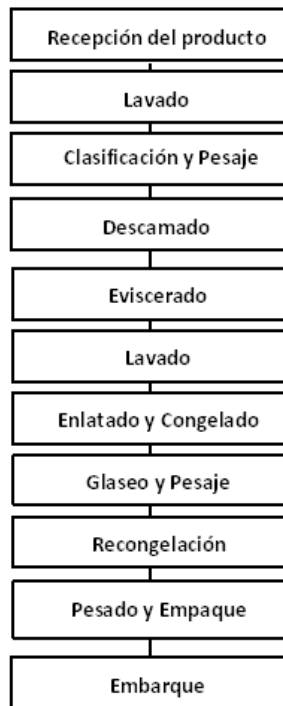 Recepción del producto
Lavado
Clasificación y Pesaje
Descamado
Eviscerado
Lavado
Enlatado y Congelado
Glaseo y Pesaje
Recongelación
Pesado y Empaque
Embarque